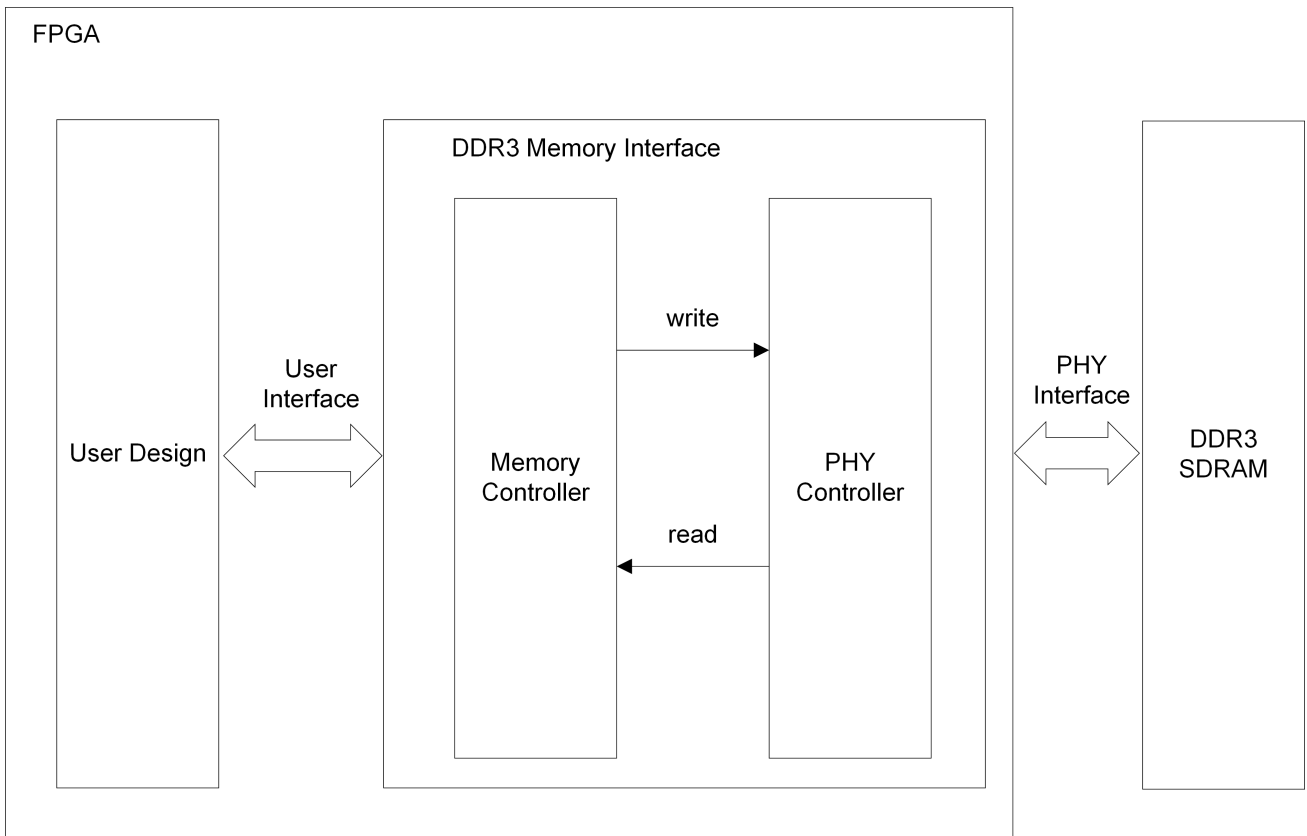 FPGA
DDR3 Memory Interface
write
User
Interface
PHY
Interface
User Design
Memory
Controller
PHY
Controller
DDR3
SDRAM
read